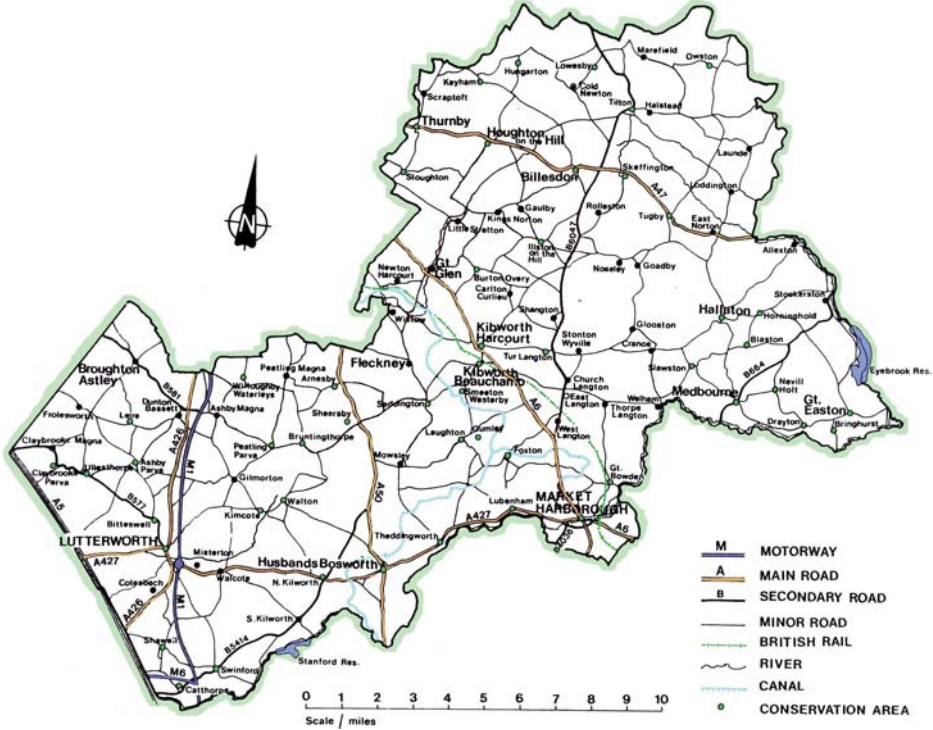 Marefield
Owston
Hungarton
Lowesby
Keyham
Cold
Newton
Scraptoft
Tilton
Halstead
Thurnby
Houghton
on the Hill
Launde
Skeffington
Stoughton
Billesdon
A47
Loddington
Gaulby
Rolleston
Kings Norton
Tugby
East
Norton
Little Stretton
B6047
Illston
on the
Hill
Allexton
N
Gt.
Glen
Newton
Harcourt
Noseley
Goadby
Burton Overy
Carlton
Curlieu
Stockerston
Hallaton
Horninghold
Shangton
Wistow
Kibworth
Harcourt
Glooston
Stonton
Wyville
Cranoe
Blaston
Fleckney
Tur Langton
Eyebrook Res.
Broughton
Astley
Peatling Magna
Arnesby
Kibworth
Beauchamp
Slawston
B664
Willoughby
Waterleys
Smeeton
Westerby
Church
Langton
Medbourne
Nevill
Holt
B581
Dunton
Bassett
Ashby Magna
Saddington
A6
East
Langton
Thorpe
Langton
Welham
Gt.
Easton
Frolesworth
Leire
Shearsby
Drayton
Bringhurst
A426
M1
Peatling
Parva
Bruntingthorpe
Laughton
Gumley
West
Langton
Claybrooke Magna
Claybrooke
Parva
Ullesthorpe
Ashby
Parva
Mowsley
Foxton
Gt.
Bowden
A5
B577
Gilmorton
A50
Bitteswell
Walton
Kimcote
Lubenham
MARKET
HARBOROUGH
LUTTERWORTH
Theddingworth
A427
A6
A427
Misterton
Husbands Bosworth
Cotesbach
Walcote
N. Kilworth
A426
M1
S. Kilworth
Shawell
B5414
Stanford Res.
M6
Swinford
Catthorpe
M MOTORWAY
A MAIN ROAD
B SECONDARY ROAD
MINOR ROAD
BRITISH RAIL
RIVER
CANAL
CONSERVATION AREA
0 1 2 3 4 5 6 7 8 9 10
Scale / miles